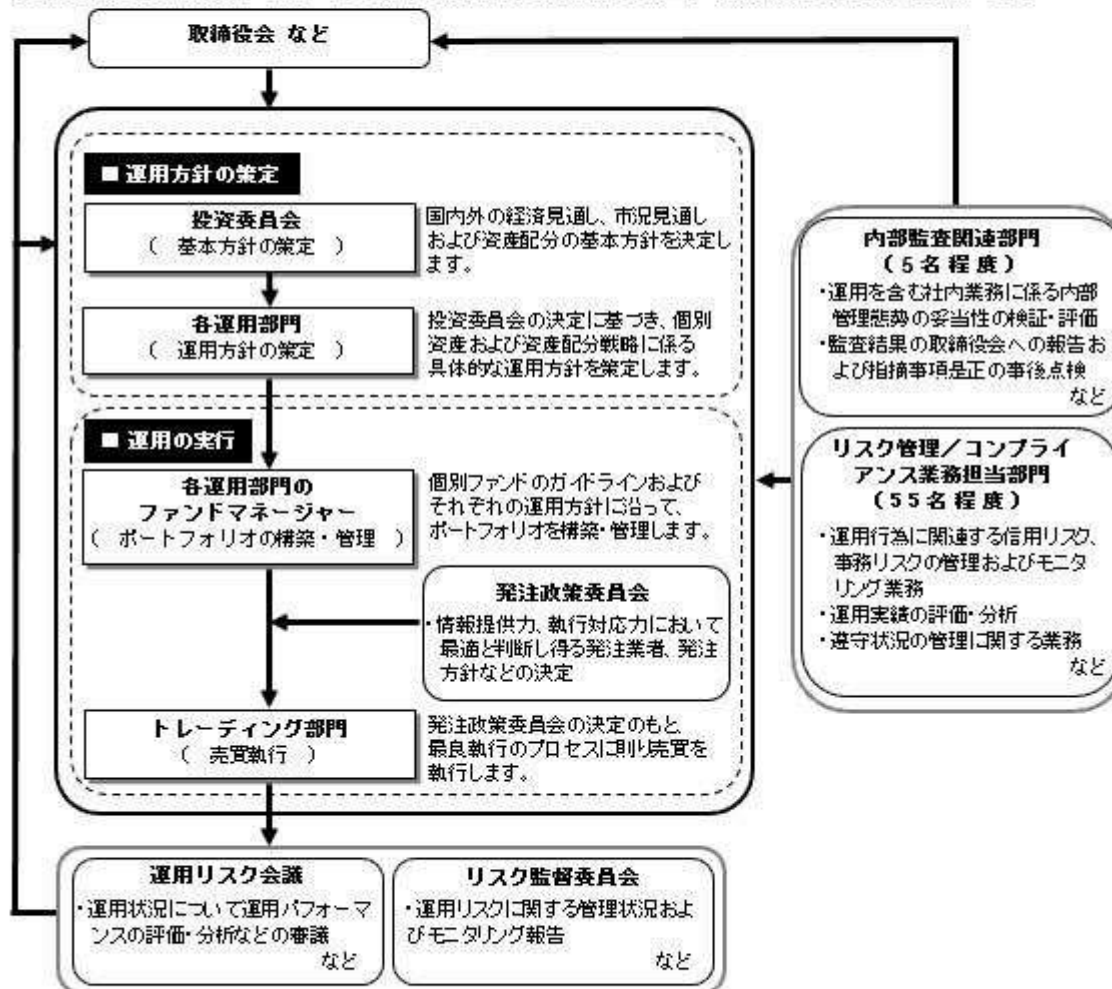 取締役会 など
■ 運用方針の策定
投資委員会
( 基本方針の策定 )
国内外の経済見通し、市況見通し
および資産配分の基本方針を決定し
ます。
各運用部門
( 運用方針の策定 )
投資委員会の決定に基づき、個別
資産および資産配分戦略に係る
具体的な運用方針を策定します。
■ 運用の実行
各運用部門の
ファンドマネージャー
( ポートフォリオの構築・管理 )
個別ファンドのガイドラインおよび
それぞれの運用方針に沿って、
ポートフォリオを構築・管理します。
発注政策委員会
・情報提供力、執行対応力において
最適と判断し得る発注業者、発注
方針などの決定
トレーディング部門
( 売買執行 )
発注政策委員会の決定のもと、
最良執行のプロセスに則り売買を
執行します。
運用リスク会議
・運用状況について運用パフォーマ
ンスの評価・分析などの審議
など
リスク監督委員会
・運用リスクに関する管理状況およ
びモニタリング報告
など
内部監査関連部門
(5名程度)
・運用を含む社内業務に係る内部
管理態勢の妥当性の検証・評価
・監査結果の取締役会への報告お
よび指摘事項是正の事後点検
など
リスク管理/コンプライ
アンス業務担当部門
(55名程度)
・運用行為に関連する信用リスク、
事務リスクの管理およびモニタ
リング業務
・運用実績の評価・分析
・遵守状況の管理に関する業務
など